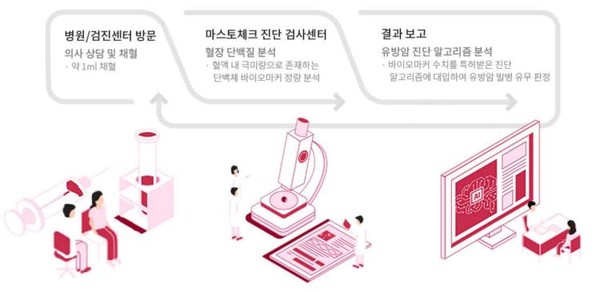 병원/검진센터 방문
의사 상담 및 채혈
· 약 1ml 채혈
마스토체크 진단 검사센터
혈장 단백질 분석
· 혈액 내 극미량으로 존재하는
단백체 바이오마커 정량 분석
결과 보고
유방암 진단 알고리즘 분석
· 바이오마커 수치를 특허받은 진단
알고리즘에 대입하여 유방암 발병 유무 판정
AI